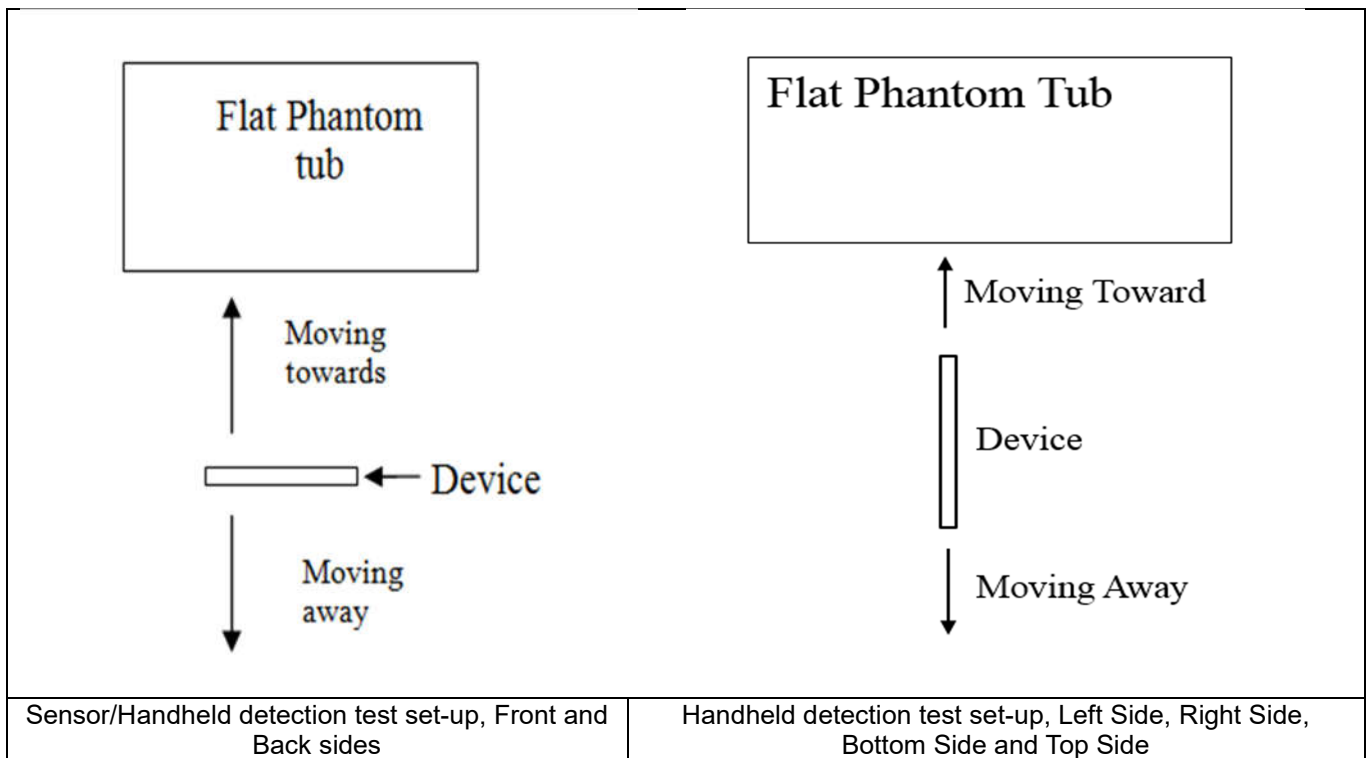 Flat Phantom
tub
Moving
towards
Device
Moving
away
Flat Phantom Tub
Moving Toward
Device
Moving Away
Sensor/Handheld detection test set-up, Front and
Back sides
Handheld detection test set-up, Left Side, Right Side,
Bottom Side and Top Side